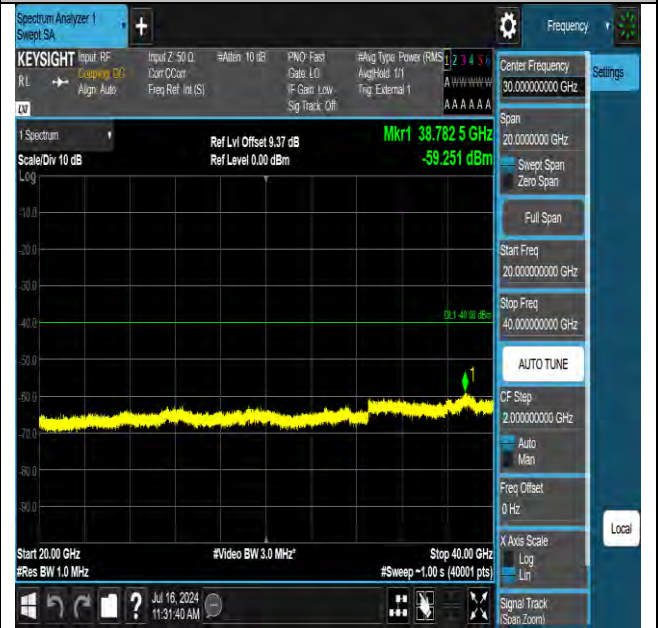 Spectrum Analyzer 1
Swept SA
+
Frequency
KEYSIGHT
RL
Input: RF
Coupling: DC
Align: Auto
Input Z: 50 Ω
Corr CCorr
Freq Ref: Int (S)
#Atten: 10 dB
PNO: Fast
Gate: LO
IF Gain: Low
Sig Track: Off
#Avg Type: Power (RMS
Avg|Hold: 1/1
Trig: External 1
1 2 3 4 5 6
A W W W W W
A A A A A A
LXI
1 Spectrum
Scale/Div 10 dB
Log
Ref Lvl Offset 9.37 dB
Ref Level 0.00 dBm
Mkr1 38.782 5 GHz
-59.251 dBm
-10.0
-20.0
-30.0
-40.0
-50.0
-60.0
-70.0
-80.0
-90.0
DL1 -40.00 dBm
1
Start 20.00 GHz
#Res BW 1.0 MHz
#Video BW 3.0 MHz*
Stop 40.00 GHz
#Sweep ~1.00 s (40001 pts)
Center Frequency
30.000000000 GHz
Settings
Span
20.0000000 GHz
Swept Span
Zero Span
Full Span
Start Freq
20.000000000 GHz
Stop Freq
40.000000000 GHz
AUTO TUNE
CF Step
2.000000000 GHz
Auto
Man
Freq Offset
0 Hz
X Axis Scale
Log
Lin
Signal Track
(Span Zoom)
Local
?
Jul 16, 2024
11:31:40 AM